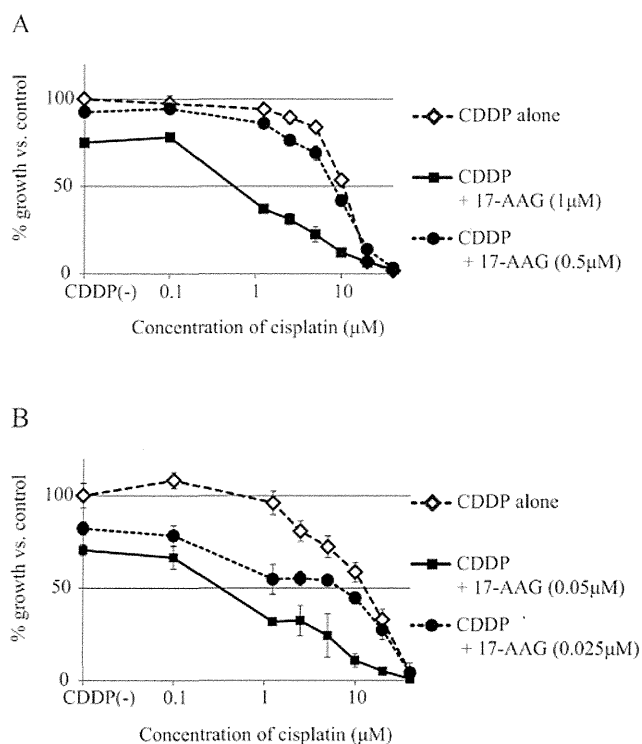 A
% growth vs. control
100
50
0
CDDP(-)
0.1
1
10
Concentration of cisplatin (µM)
CDDP alone
CDDP
+ 17-AAG (1µM)
CDDP
+ 17-AAG (0.5µM)
B
% growth vs. control
100
50
0
CDDP(-)
0.1
1
10
Concentration of cisplatin (µM)
CDDP alone
CDDP
+ 17-AAG (0.05µM)
CDDP
+ 17-AAG (0.025µM)